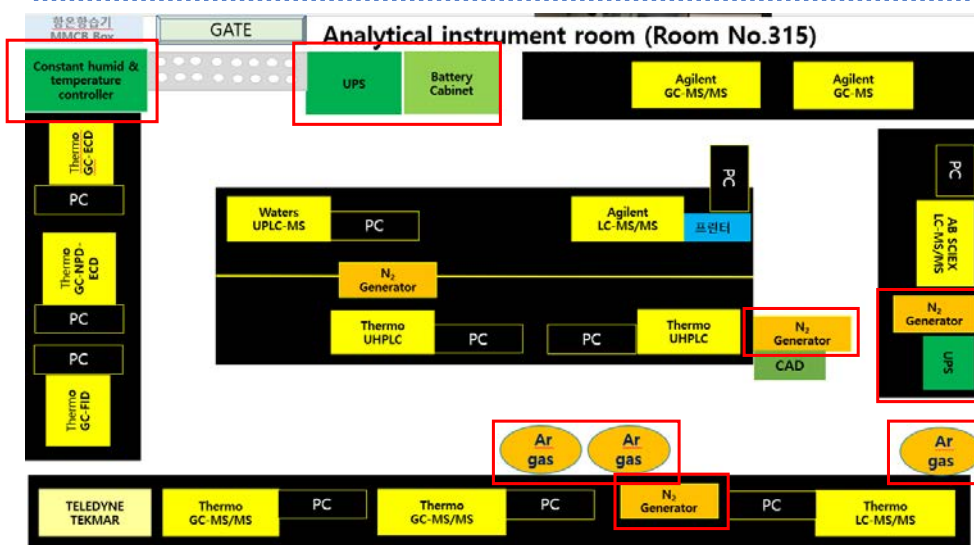 항온항습기
MMCB Box
GATE
Analytical instrument room (Room No.315)
Constant humid &
temperature
controller
UPS
Battery
Cabinet
Agilent
GC-MS/MS
Agilent
GC-MS
Thermo
GC-ECD
PC
PC
PC
Waters
UPLC-MS
PC
Agilent
LC-MS/MS
프린터
AB SCIEX
LC-MS/MS
Thermo
GC-NPD-
ECD
N₂
Generator
PC
Thermo
UHPLC
PC
PC
Thermo
UHPLC
N₂
Generator
CAD
N₂
Generator
UPS
PC
Thermo
GC-FID
Ar
gas
Ar
gas
Ar
gas
TELEDYNE
TEKMAR
Thermo
GC-MS/MS
PC
Thermo
GC-MS/MS
PC
N₂
Generator
PC
Thermo
LC-MS/MS